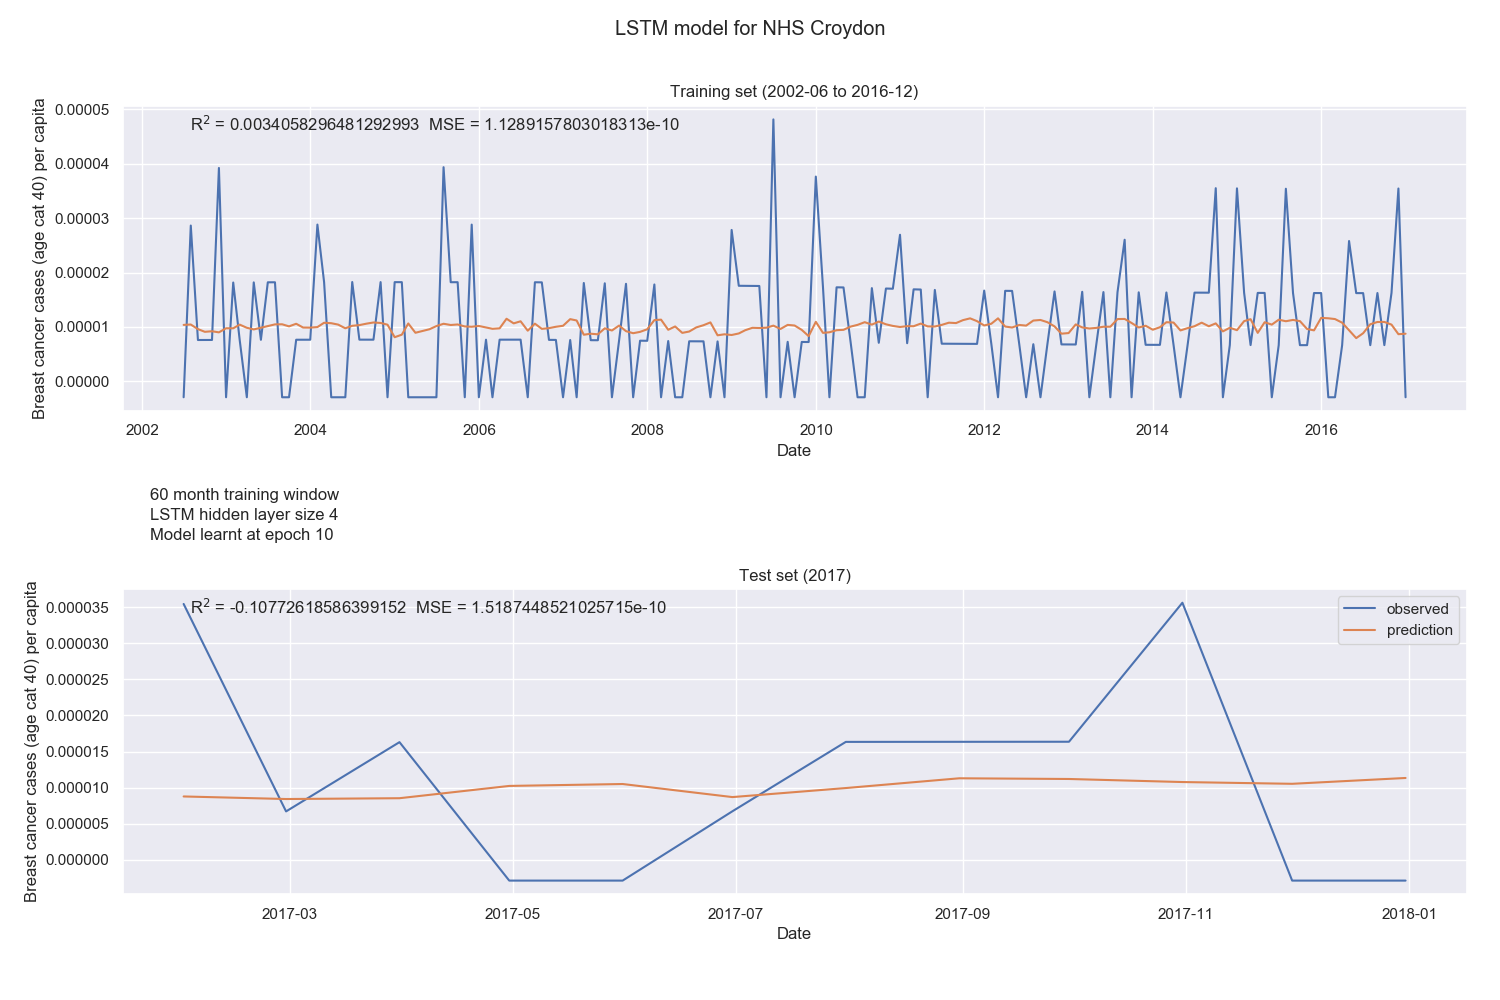 LSTM model for NHS Croydon
Training set (2002-06 to 2016-12)
R² = 0.0034058296481292993 MSE = 1.1289157803018313e-10
Breast cancer cases (age cat 40) per capita
0.00005
0.00004
0.00003
0.00002
0.00001
0.00000
2002 2004 2006 2008 2010 2012 2014 2016
Date
60 month training window
LSTM hidden layer size 4
Model learnt at epoch 10
Test set (2017)
R² = -0.10772618586399152 MSE = 1.5187448521025715e-10
observed
prediction
Breast cancer cases (age cat 40) per capita
0.000035
0.000030
0.000025
0.000020
0.000015
0.000010
0.000005
0.000000
2017-03 2017-05 2017-07 2017-09 2017-11 2018-01
Date